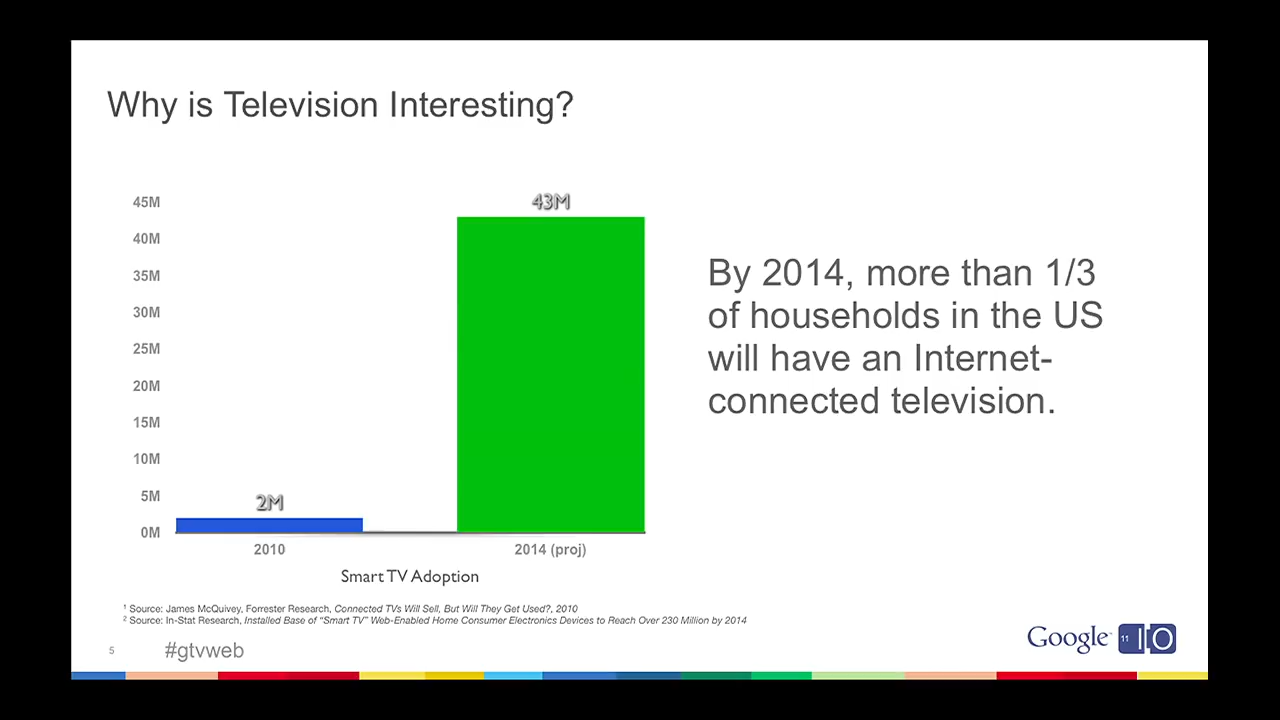 Why is Television Interesting?
45M
40M
35M
30M
25M
20M
15M
10M
5M
0M
43M
2M
2010
2014 (proj)
Smart TV Adoption
By 2014, more than 1/3
of households in the US
will have an Internet-
connected television.
1 Source: James McQuivey, Forrester Research, Connected TVs Will Sell, But Will They Get Used?, 2010
2 Source: In-Stat Research, Installed Base of “Smart TV” Web-Enabled Home Consumer Electronics Devices to Reach Over 230 Million by 2014
5
#gtvweb
Google 11 IO